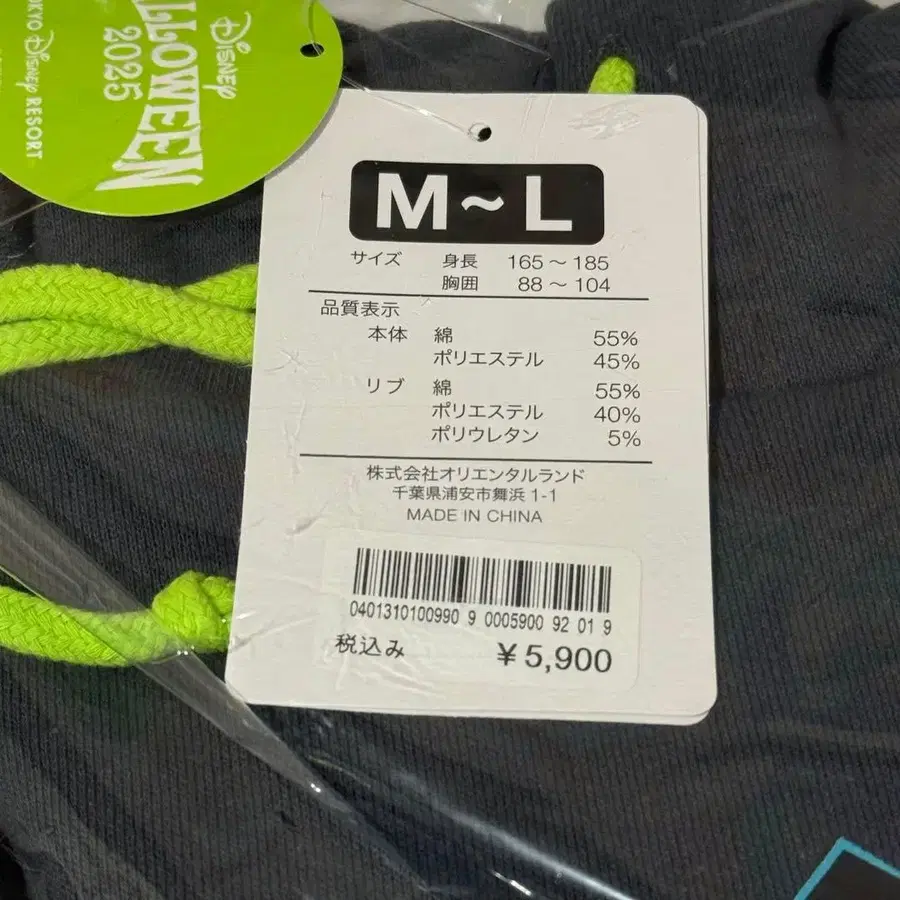 Disney
HALLOWEEN
2025
TOKYO Disney RESORT
M~L
サイズ 身長 165～185
胸囲 88～104
品質表示
本体 綿 55%
ポリエステル 45%
リブ 綿 55%
ポリエステル 40%
ポリウレタン 5%
株式会社オリエンタルランド
千葉県浦安市舞浜 1-1
MADE IN CHINA
0401310100990 9 0005900 92 01 9
税込み ¥5,900